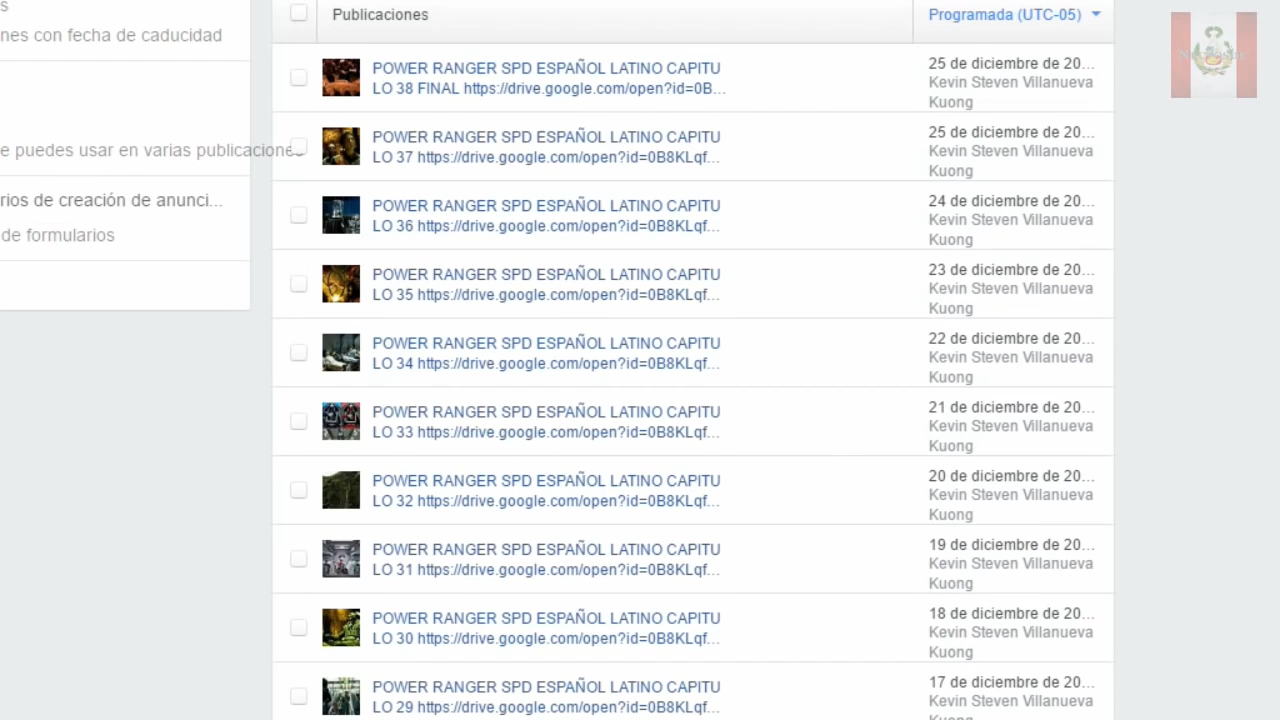 s
nes con fecha de caducidad
e puedes usar en varias publicaciones
rios de creación de anunci...
de formularios
Publicaciones
Programada (UTC-05)
POWER RANGER SPD ESPAÑOL LATINO CAPITU
LO 38 FINAL https://drive.google.com/open?id=0B...
25 de diciembre de 20...
Kevin Steven Villanueva
Kuong
POWER RANGER SPD ESPAÑOL LATINO CAPITU
LO 37 https://drive.google.com/open?id=0B8KLqf...
25 de diciembre de 20...
Kevin Steven Villanueva
Kuong
POWER RANGER SPD ESPAÑOL LATINO CAPITU
LO 36 https://drive.google.com/open?id=0B8KLqf...
24 de diciembre de 20...
Kevin Steven Villanueva
Kuong
POWER RANGER SPD ESPAÑOL LATINO CAPITU
LO 35 https://drive.google.com/open?id=0B8KLqf...
23 de diciembre de 20...
Kevin Steven Villanueva
Kuong
POWER RANGER SPD ESPAÑOL LATINO CAPITU
LO 34 https://drive.google.com/open?id=0B8KLqf...
22 de diciembre de 20...
Kevin Steven Villanueva
Kuong
POWER RANGER SPD ESPAÑOL LATINO CAPITU
LO 33 https://drive.google.com/open?id=0B8KLqf...
21 de diciembre de 20...
Kevin Steven Villanueva
Kuong
POWER RANGER SPD ESPAÑOL LATINO CAPITU
LO 32 https://drive.google.com/open?id=0B8KLqf...
20 de diciembre de 20...
Kevin Steven Villanueva
Kuong
POWER RANGER SPD ESPAÑOL LATINO CAPITU
LO 31 https://drive.google.com/open?id=0B8KLqf...
19 de diciembre de 20...
Kevin Steven Villanueva
Kuong
POWER RANGER SPD ESPAÑOL LATINO CAPITU
LO 30 https://drive.google.com/open?id=0B8KLqf...
18 de diciembre de 20...
Kevin Steven Villanueva
Kuong
POWER RANGER SPD ESPAÑOL LATINO CAPITU
LO 29 https://drive.google.com/open?id=0B8KLqf...
17 de diciembre de 20...
Kevin Steven Villanueva
Kuong